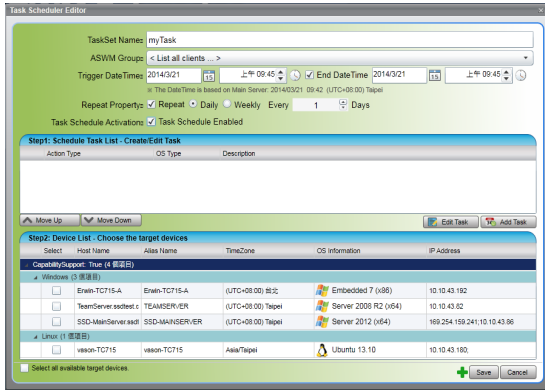 Task Scheduler Editor
TaskSet Name: myTask
ASWM Group: < List all clients ... >
Trigger DateTime: 2014/3/21 15 上午 09:45 End DateTime 2014/3/21 15 上午 09:45
※ The DateTime is based on Main Server: 2014/03/21 09:42 (UTC+08:00) Taipei
Repeat Property: Repeat Daily Weekly Every 1 Days
Task Schedule Activation: Task Schedule Enabled
Step1: Schedule Task List - Create/Edit Task
Action Type OS Type Description
Move Up Move Down Edit Task Add Task
Step2: Device List - Choose the target devices
Select Host Name Alias Name TimeZone OS Information IP Address
CapabilitySupport: True (4 個項目)
Windows (3 個項目)
Erwin-TC715-A Erwin-TC715-A (UTC+08:00) 台北 Embedded 7 (x86) 10.10.43.192
TeamServer.ssdtest.c TEAMSERVER (UTC+08:00) Taipei Server 2008 R2 (x64) 10.10.43.82
SSD-MainServer.ssdt SSD-MAINSERVER (UTC+08:00) Taipei Server 2012 (x64) 169.254.159.241;10.10.43.86
Linux (1 個項目)
vsson-TC715 vsson-TC715 Asia/Taipei Ubuntu 13.10 10.10.43.180;
Select all available target devices.
Save Cancel